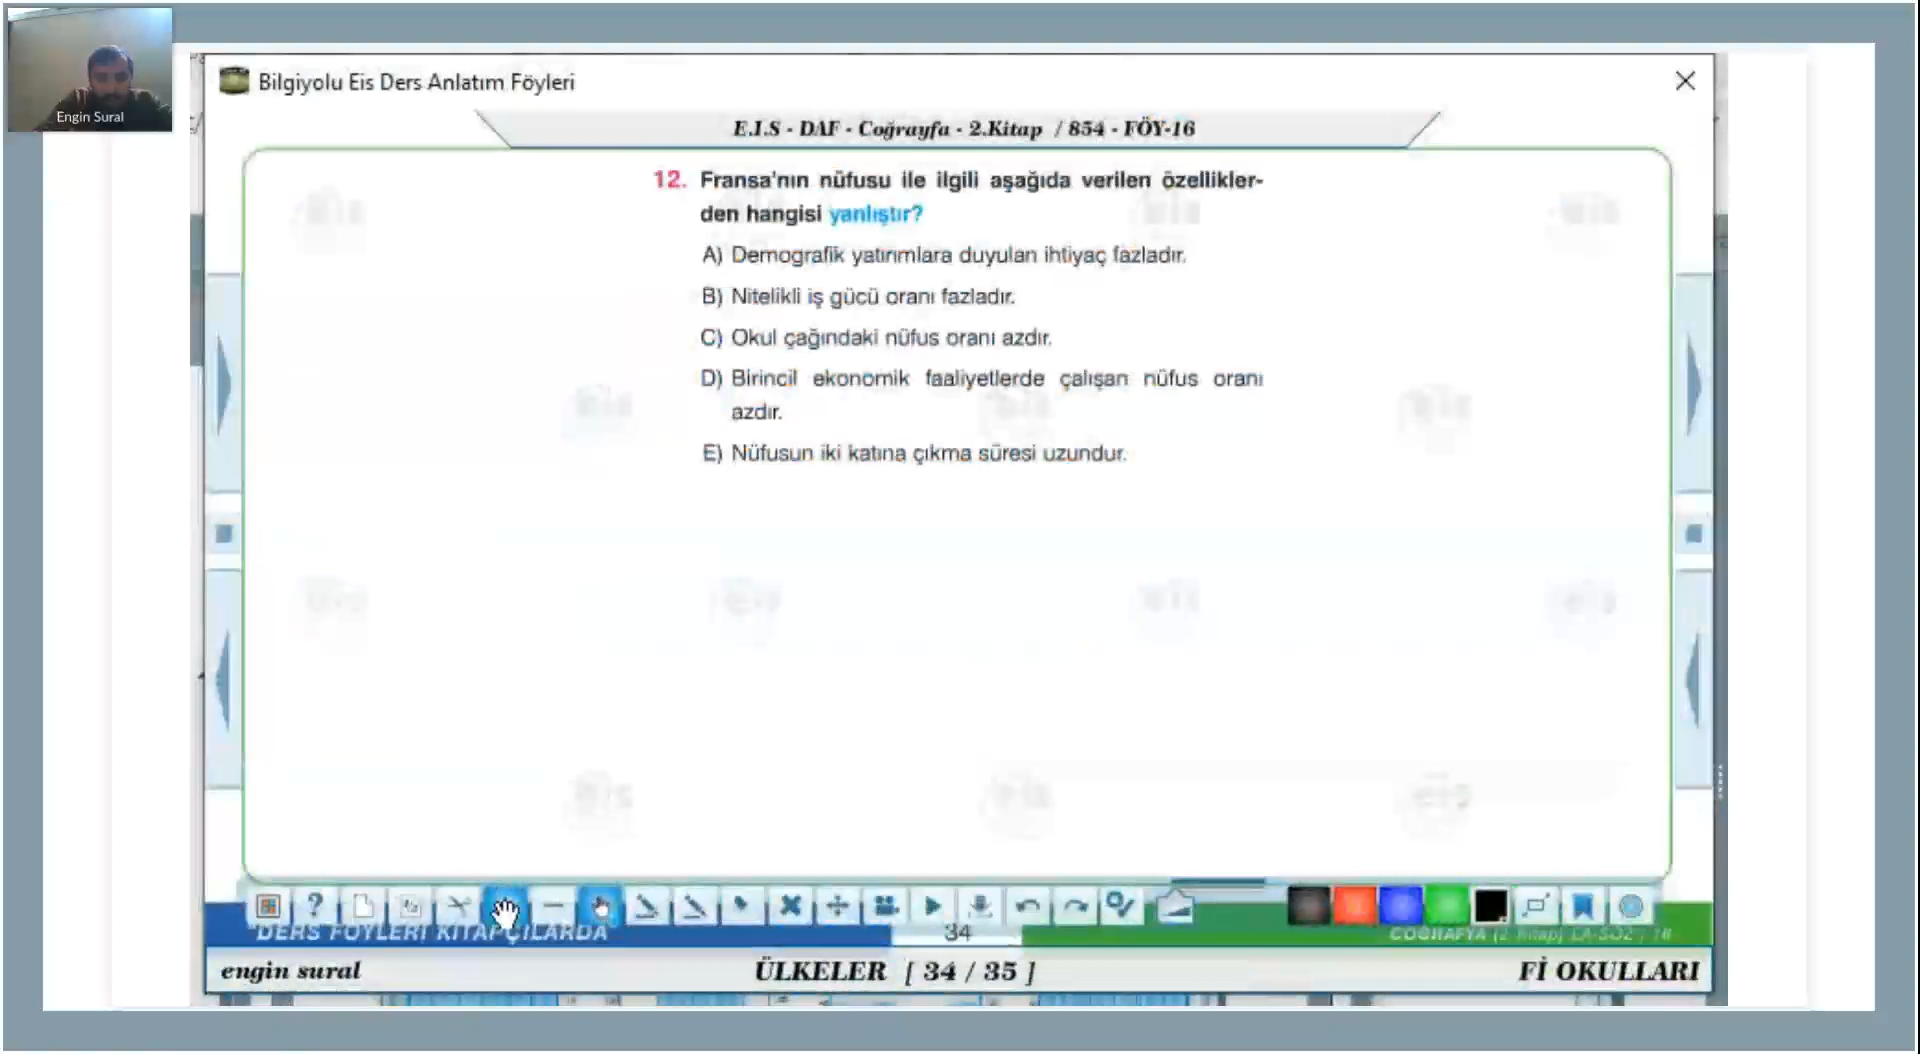 Engin Sural
Bilgiyolu Eis Ders Anlatım Föyleri
E.I.S - DAF - Coğrayfa - 2.Kitap / 854 - FÖY-16
12. Fransa'nın nüfusu ile ilgili aşağıda verilen özellikler-
den hangisi yanlıştır?
A) Demografik yatırımlara duyulan ihtiyaç fazladır.
B) Nitelikli iş gücü oranı fazladır.
C) Okul çağındaki nüfus oranı azdır.
D) Birincil ekonomik faaliyetlerde çalışan nüfus oranı
azdır.
E) Nüfusun iki katına çıkma süresi uzundur.
DERS FÖYLERİ KİTAPÇILARDA
34
COĞRAFYA (2. Kitap)
engin sural
ÜLKELER [ 34 / 35 ]
Fİ OKULLARI